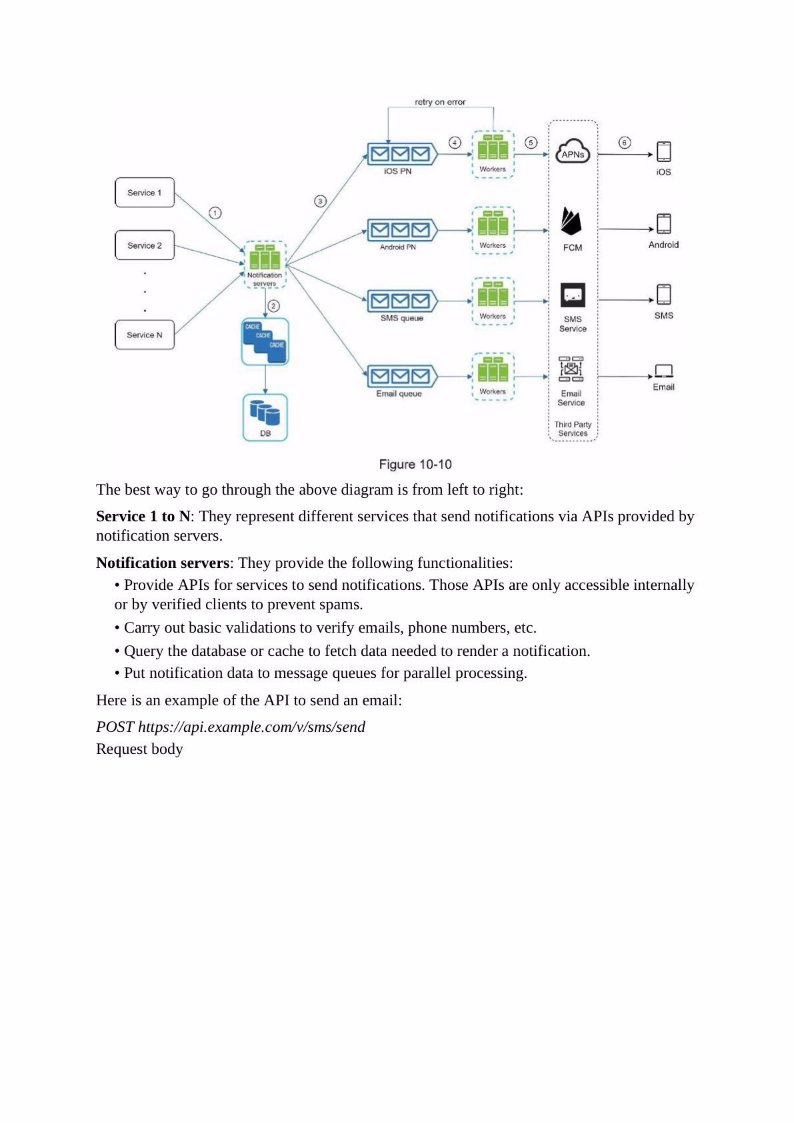 retry on error
4
5
6
iOS PN
Workers
APNs
iOS
Service 1
3
1
Service 2
Android PN
Workers
FCM
Android
Notification
servers
2
SMS queue
Workers
SMS
Service
SMS
CACHE
CACHE
CACHE
Service N
Email queue
Workers
Email
Service
Email
Third Party
Services
DB
Figure 10-10
The best way to go through the above diagram is from left to right:
Service 1 to N: They represent different services that send notifications via APIs provided by
notification servers.
Notification servers: They provide the following functionalities:
• Provide APIs for services to send notifications. Those APIs are only accessible internally
or by verified clients to prevent spams.
• Carry out basic validations to verify emails, phone numbers, etc.
• Query the database or cache to fetch data needed to render a notification.
• Put notification data to message queues for parallel processing.
Here is an example of the API to send an email:
POST https://api.example.com/v/sms/send
Request body